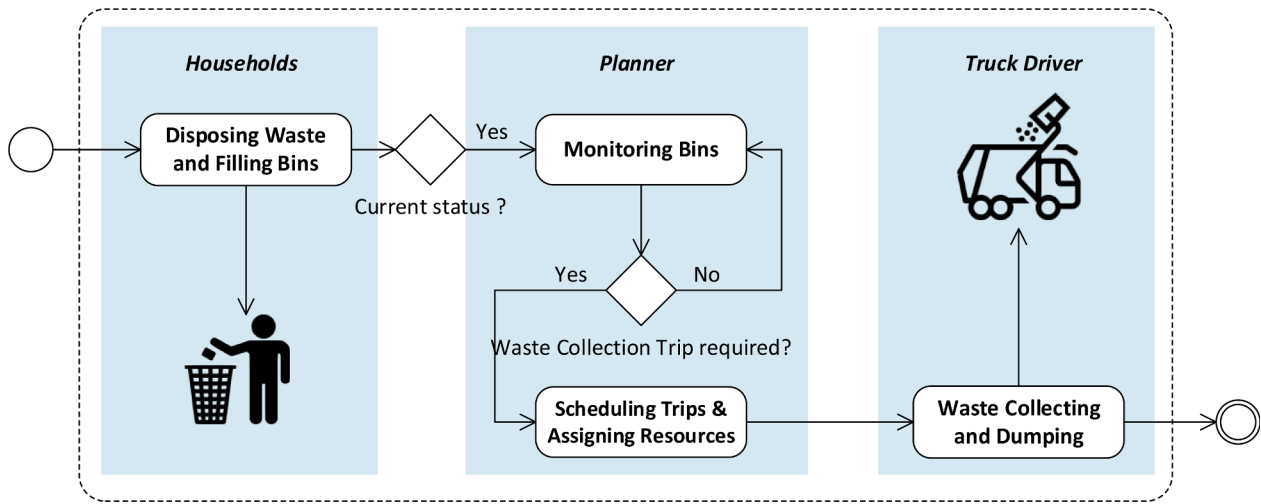 Households
Planner
Truck Driver
Disposing Waste
and Filling Bins
Yes
Monitoring Bins
Current status ?
Yes
No
Waste Collection Trip required?
Scheduling Trips &
Assigning Resources
Waste Collecting
and Dumping